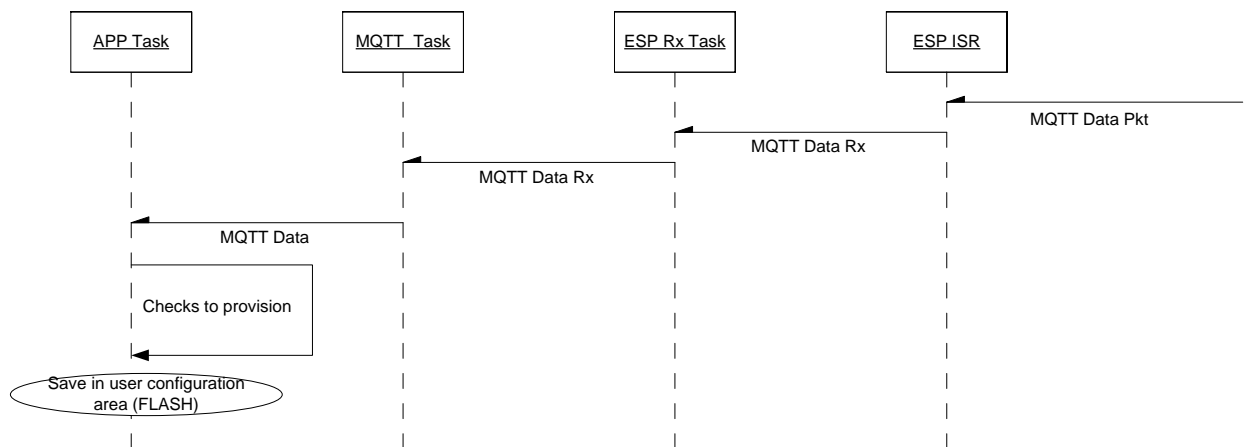 APP Task
MQTT  Task
ESP Rx Task
ESP ISR
MQTT Data Pkt
MQTT Data Rx
MQTT Data Rx
MQTT Data
Checks to provision
Save in user configuration
area (FLASH)